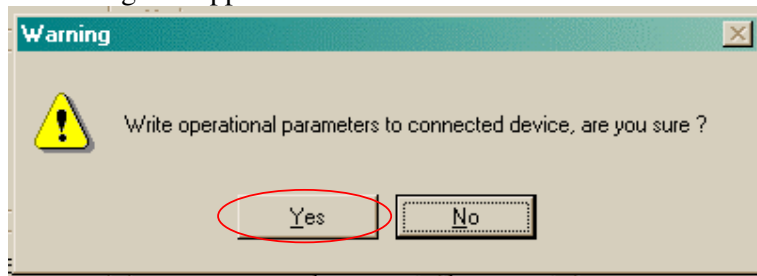 Warning
Write operational parameters to connected device, are you sure ?
Yes
No